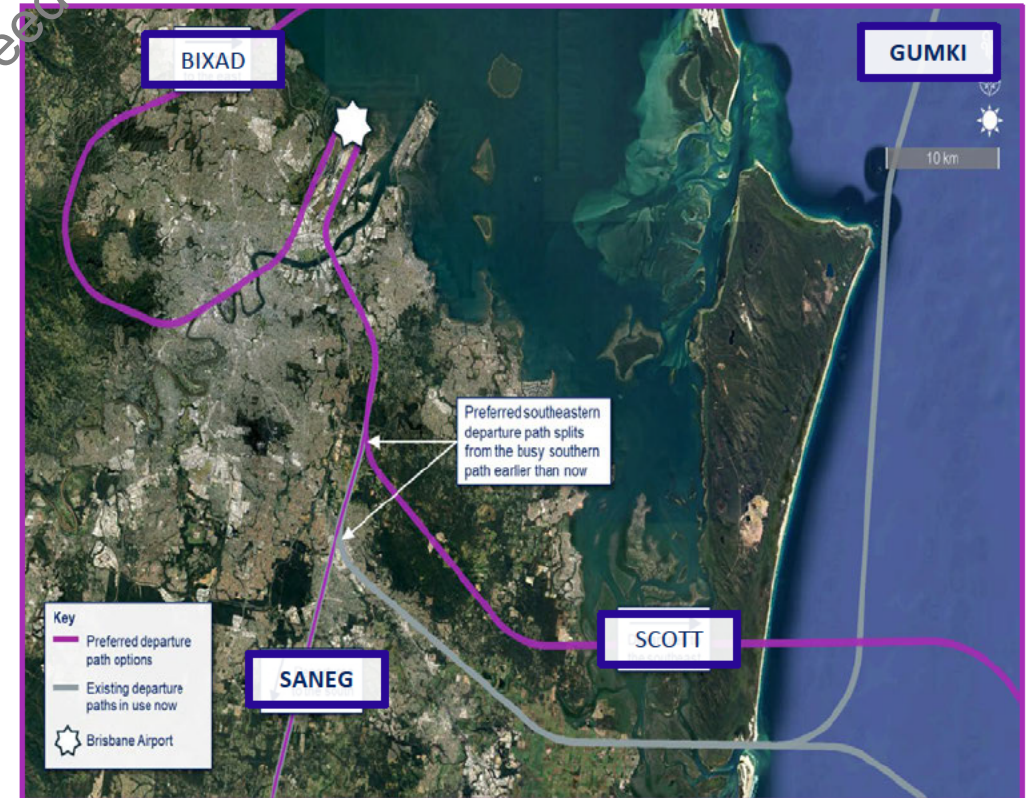 BIXAD
GUMKI
10 km
Preferred southeastern
departure path splits
from the busy southern
path earlier than now
SCOTT
SANEG
Key
Preferred departure
path options
Existing departure
paths in use now
Brisbane Airport